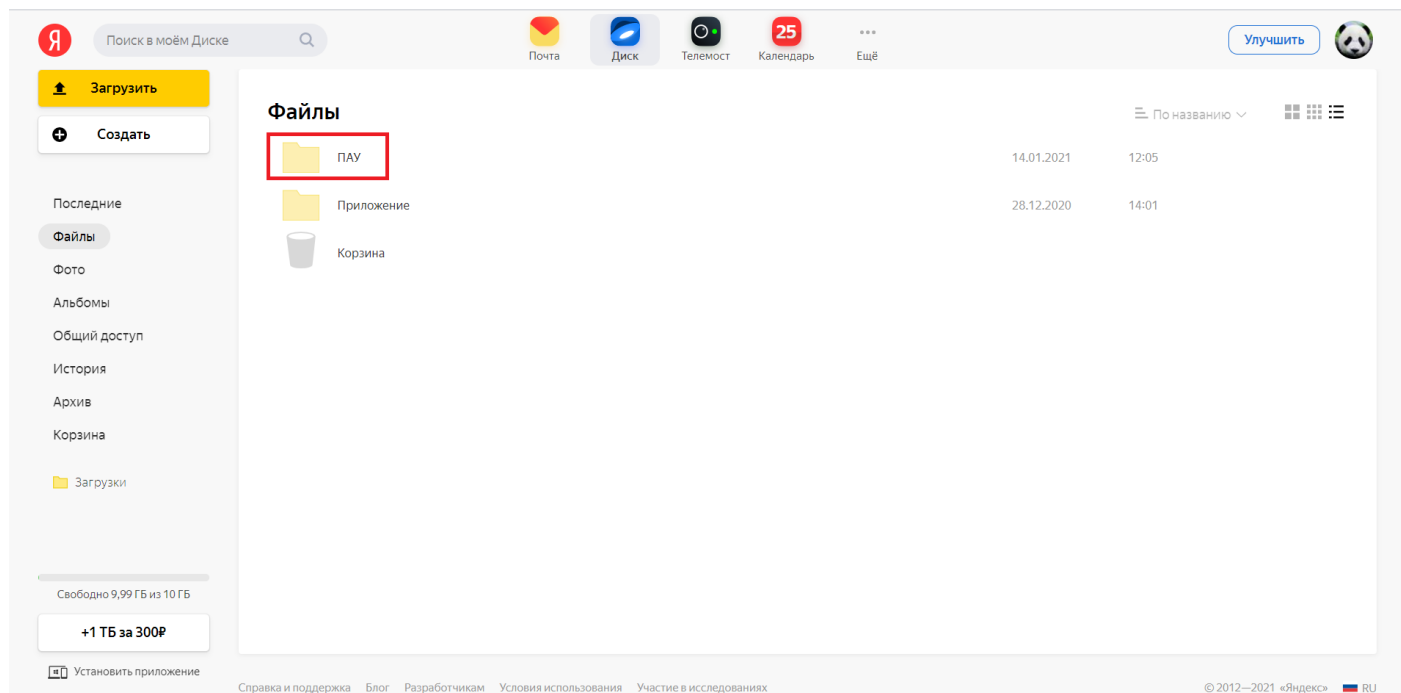 Я Поиск в моём Диске
25
Почта Диск Телемост Календарь Ещё
Улучшить
Загрузить
Создать
Последние
Файлы
Фото
Альбомы
Общий доступ
История
Архив
Корзина
Загрузки
Свободно 9,99 ГБ из 10 ГБ
+1 ТБ за 300₽
Установить приложение
Файлы
По названию
ПАУ 14.01.2021 12:05
Приложение 28.12.2020 14:01
Корзина
Справка и поддержка Блог Разработчикам Условия использования Участие в исследованиях
© 2012—2021 «Яндекс» RU